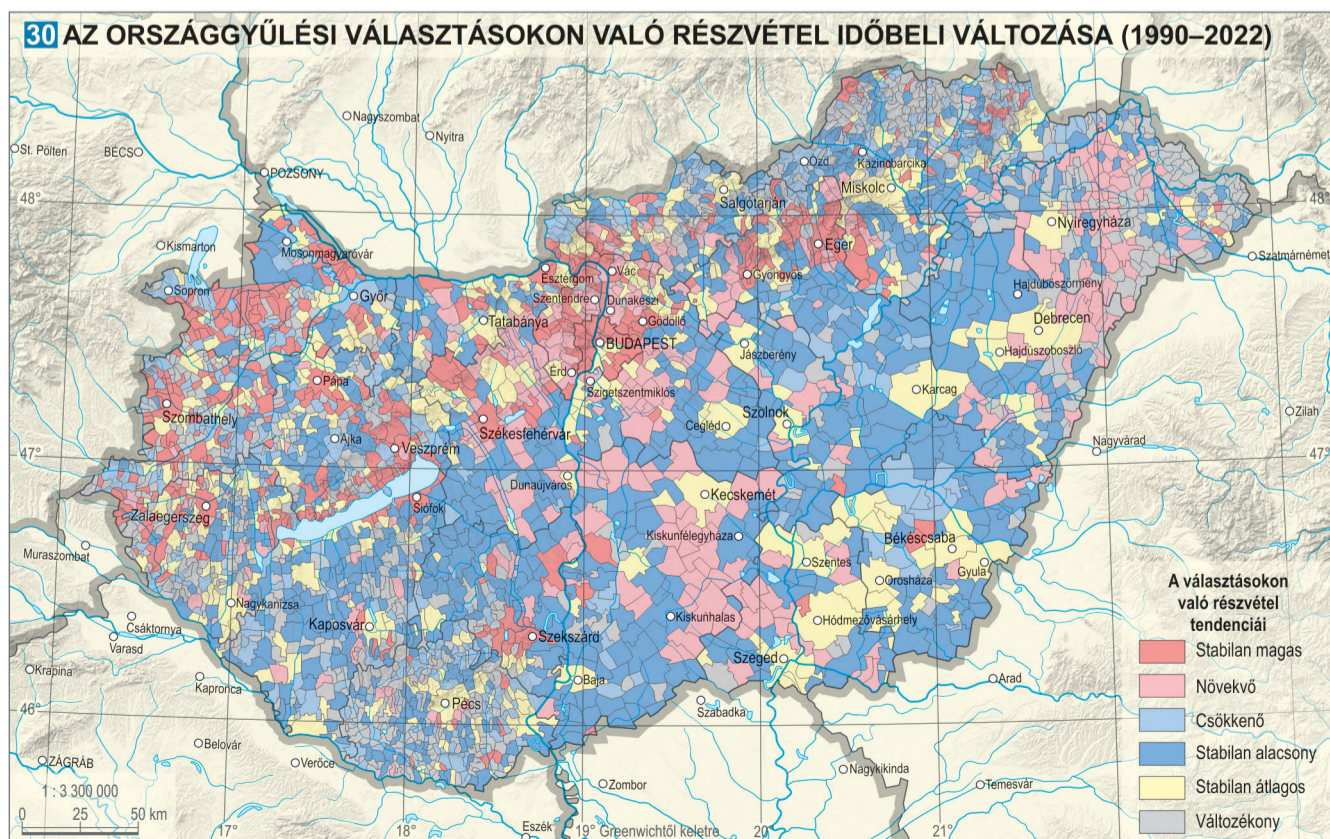 30 AZ ORSZÁGGYŰLÉSI VÁLASZTÁSOKON VALÓ RÉSZVÉTEL IDŐBELI VÁLTOZÁSA (1990–2022)
Nagyszombat
Nyitra
St. Pölten
BÉCS
POZSONY
Ózd
Kazincbarcika
Miskolc
Salgótarján
48°
48°
Kismarton
Mosonmagyaróvár
Nyíregyháza
Eger
Szatmárnémeti
Sopron
Győr
Esztergom
Vác
Gyöngyös
Szentendre
Dunakeszi
Hajdúböszörmény
Tatabánya
Gödöllő
Debrecen
BUDAPEST
Jászberény
Hajdúszoboszló
Pápa
Érd
Szigetszentmiklós
Karcag
Szombathely
Székesfehérvár
Cegléd
Szolnok
Zilah
Ajka
Veszprém
Nagyvárad
47°
47°
Dunaújváros
Kecskemét
Siófok
Zalaegerszeg
Kiskunfélegyháza
Békéscsaba
Muraszombat
Szentes
Gyula
Orosháza
Nagykanizsa
Csáktornya
Kaposvár
Szekszárd
Kiskunhalas
Hódmezővásárhely
Varasd
Szeged
Krapina
Kapronca
Baja
Arad
Pécs
Szabadka
46°
46°
Belovár
ZÁGRÁB
Verőce
Zombor
Nagykikinda
Temesvár
1 : 3 300 000
0 25 50 km
17°
18°
19°
20°
21°
Eszék
Greenwichtől keletre
A választásokon
való részvétel
tendenciái
Stabilan magas
Növekvő
Csökkenő
Stabilan alacsony
Stabilan átlagos
Változékony